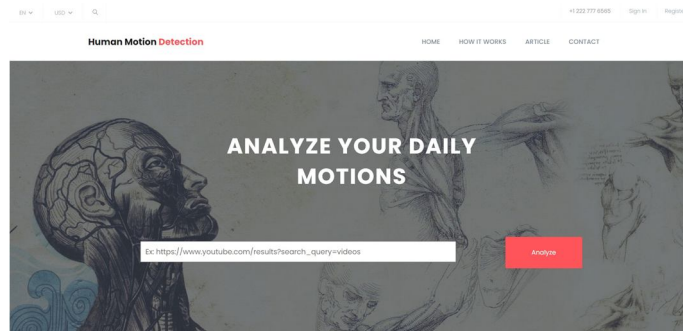 EN
USD
+1 222 777 6565
Sign In
Human Motion Detection
HOME HOW IT WORKS ARTICLE CONTACT
ANALYZE YOUR DAILY
MOTIONS
Ex: https://www.youtube.com/results?search_query=videos
Analyze